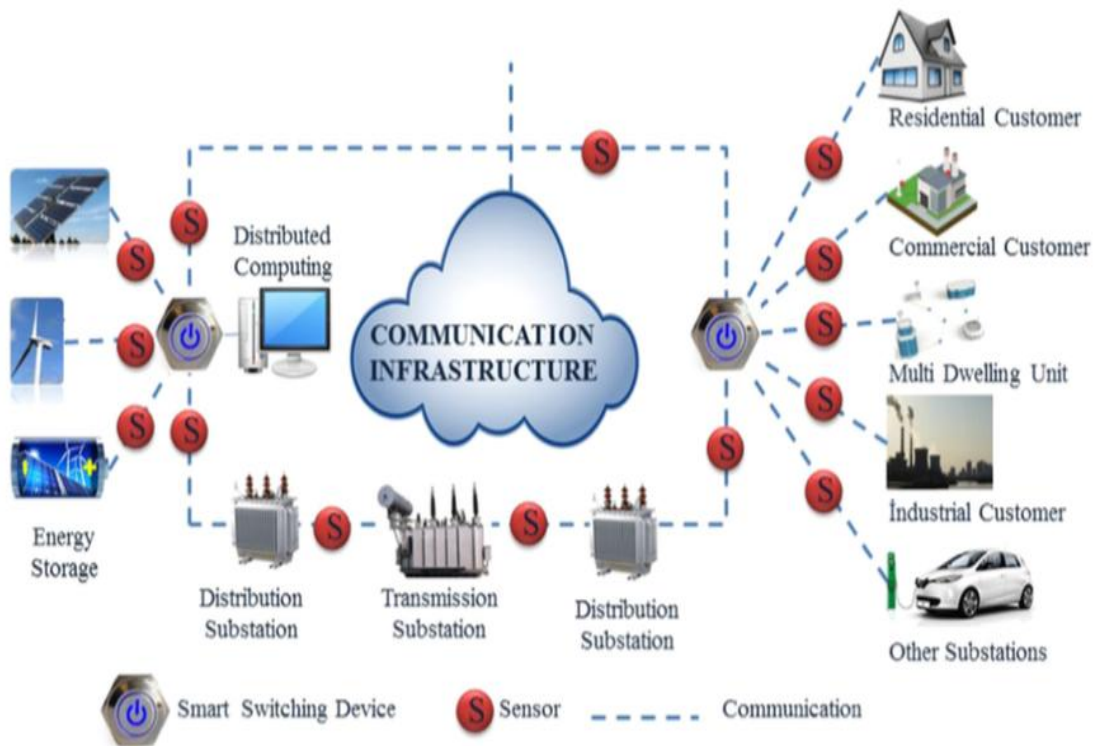 Residential Customer
S
S
S
Commercial Customer
S
S
Distributed
Computing
S
COMMUNICATION
INFRASTRUCTURE
S
S
Multi Dwelling Unit
S
S
S
S
İndustrial Customer
S
S
S
Energy
Storage
Distribution
Substation
Transmission
Substation
Distribution
Substation
Other Substations
Smart Switching Device
S
Sensor
Communication